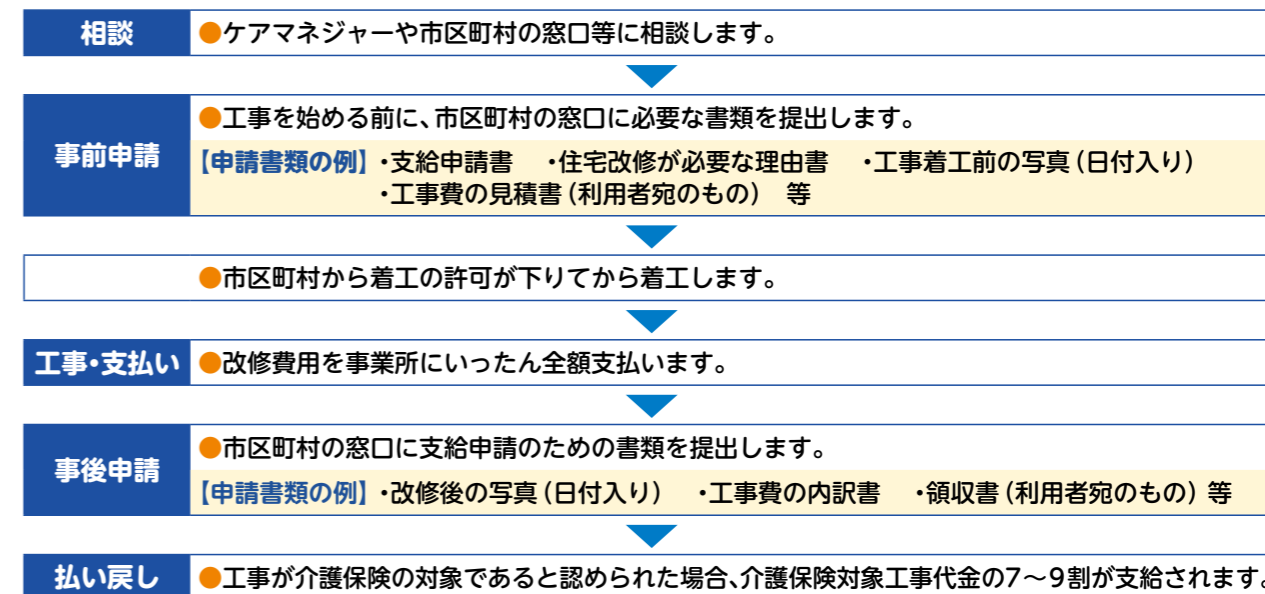 相談
●ケアマネジャーや市区町村の窓口等に相談します。
事前申請
●工事を始める前に、市区町村の窓口に必要な書類を提出します。
【申請書類の例】・支給申請書　・住宅改修が必要な理由書　・工事着工前の写真(日付入り)
・工事費の見積書(利用者宛のもの)　等
●市区町村から着工の許可が下りてから着工します。
工事・支払い
●改修費用を事業所にいったん全額支払います。
事後申請
●市区町村の窓口に支給申請のための書類を提出します。
【申請書類の例】・改修後の写真(日付入り)　・工事費の内訳書　・領収書(利用者宛のもの) 等
払い戻し
●工事が介護保険の対象であると認められた場合、介護保険対象工事代金の7〜9割が支給されます。